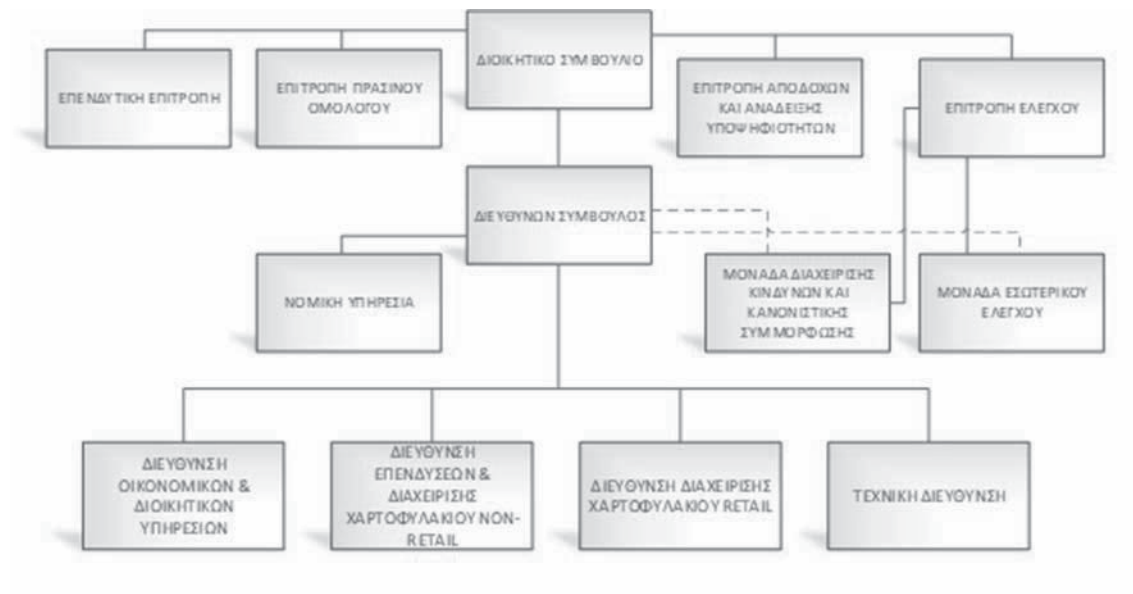 ΔΙΟΙΚΗΤΙΚΟ ΣΥΜΒΟΥΛΙΟ
ΕΠΕΝΔΥΤΙΚΗ ΕΠΙΤΡΟΠΗ
ΕΠΙΤΡΟΠΗ ΠΡΑΣΙΝΟΥ
ΟΜΟΛΟΓΟΥ
ΕΠΙΤΡΟΠΗ ΑΠΟΔΟΧΩΝ
ΚΑΙ ΑΝΑΔΕΙΞΗΣ
ΥΠΟΨΗΦΙΟΤΗΤΩΝ
ΕΠΙΤΡΟΠΗ ΕΛΕΓΧΟΥ
ΔΙΕΥΘΥΝΩΝ ΣΥΜΒΟΥΛΟΣ
ΝΟΜΙΚΗ ΥΠΗΡΕΣΙΑ
ΜΟΝΑΔΑ ΔΙΑΧΕΙΡΙΣΗΣ
ΚΙΝΔΥΝΩΝ ΚΑΙ
ΚΑΝΟΝΙΣΤΙΚΗΣ
ΣΥΜΜΟΡΦΩΣΗΣ
ΜΟΝΑΔΑ ΕΣΩΤΕΡΙΚΟΥ
ΕΛΕΓΧΟΥ
ΔΙΕΥΘΥΝΣΗ
ΟΙΚΟΝΟΜΙΚΩΝ &
ΔΙΟΙΚΗΤΙΚΩΝ
ΥΠΗΡΕΣΙΩΝ
ΔΙΕΥΘΥΝΣΗ
ΕΠΕΝΔΥΣΕΩΝ &
ΔΙΑΧΕΙΡΙΣΗΣ
ΧΑΡΤΟΦΥΛΑΚΙΟΥ NON-
RETAIL
ΔΙΕΥΘΥΝΣΗ ΔΙΑΧΕΙΡΙΣΗΣ
ΧΑΡΤΟΦΥΛΑΚΙΟΥ RETAIL
ΤΕΧΝΙΚΗ ΔΙΕΥΘΥΝΣΗ